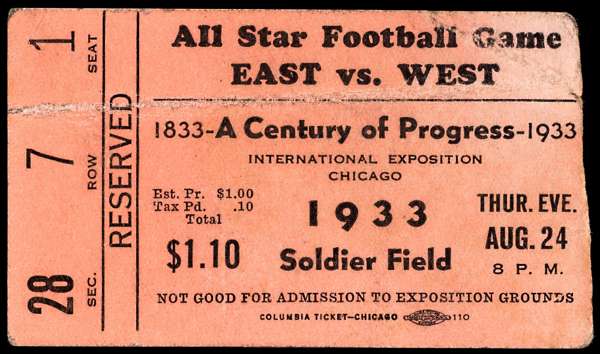 1
SEAT
7
ROW
28
SEC.
RESERVED
All Star Football Game
EAST vs. WEST
1833-A Century of Progress-1933
INTERNATIONAL EXPOSITION
CHICAGO
Est. Pr. $1.00
Tax Pd. .10
Total
$1.10
1933
Soldier Field
THUR. EVE.
AUG. 24
8 P. M.
NOT GOOD FOR ADMISSION TO EXPOSITION GROUNDS
COLUMBIA TICKET-CHICAGO 110